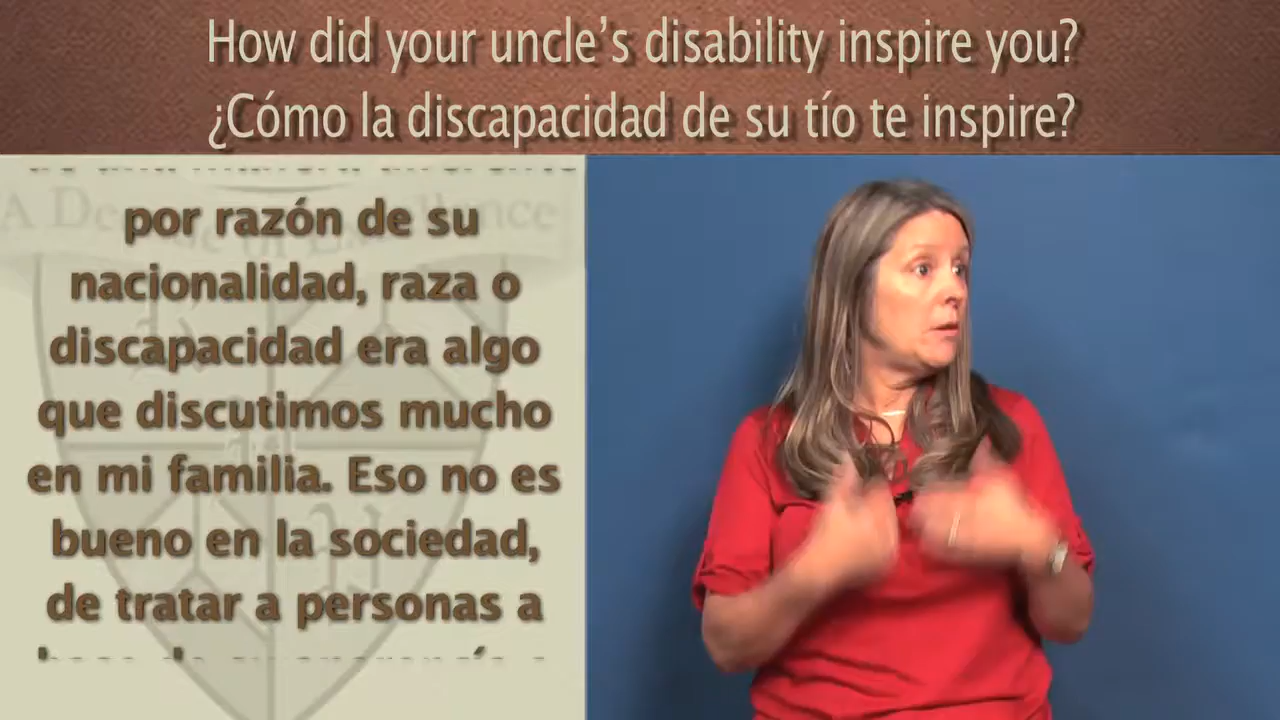 How did your uncle's disability inspire you?
¿Cómo la discapacidad de su tío te inspire?
por razón de su
nacionalidad, raza o
discapacidad era algo
que discutimos mucho
en mi familia. Eso no es
bueno en la sociedad,
de tratar a personas a